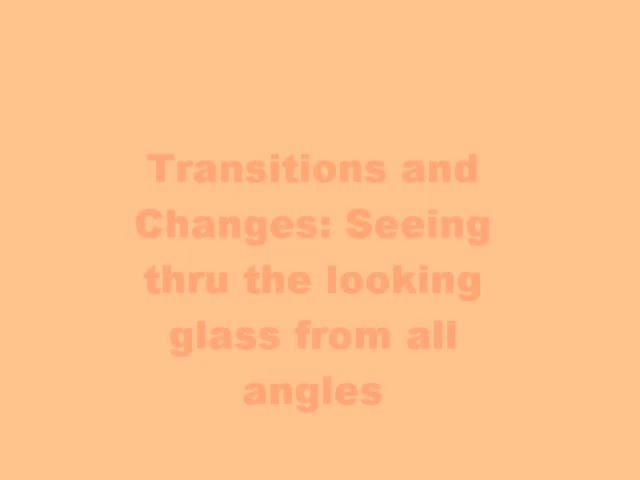 Transitions and
Changes: Seeing
thru the looking
glass from all
angles